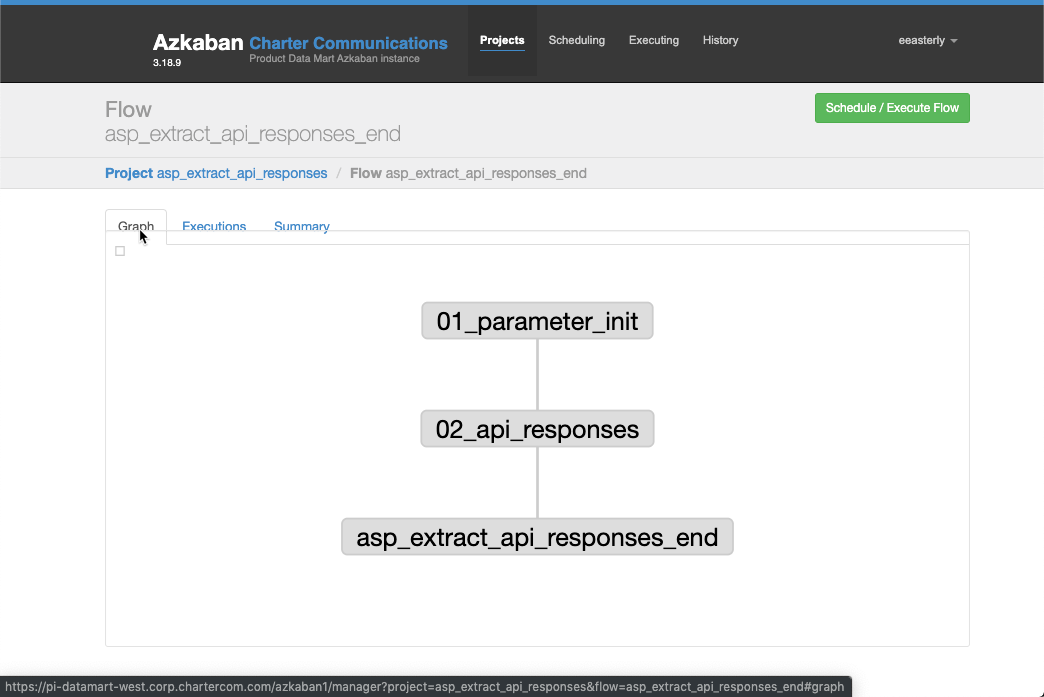 Azkaban Charter Communications
3.18.9 Product Data Mart Azkaban instance
Projects Scheduling Executing History eeasterly
Flow
asp_extract_api_responses_end
Schedule / Execute Flow
Project asp_extract_api_responses / Flow asp_extract_api_responses_end
Graph Executions Summary
01_parameter_init
02_api_responses
asp_extract_api_responses_end
https://pi-datamart-west.corp.chartercom.com/azkaban1/manager?project=asp_extract_api_responses&flow=asp_extract_api_responses_end#graph